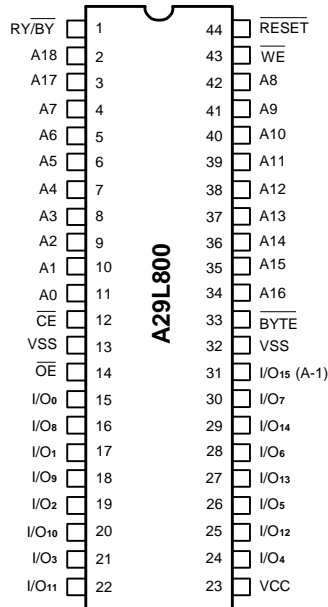 RY/BY 1 44 RESET
A18 2 43 WE
A17 3 42 A8
A7 4 41 A9
A6 5 40 A10
A5 6 39 A11
A4 7 38 A12
A3 8 37 A13
A2 9 36 A14
A1 10 35 A15
A0 11 34 A16
CE 12 33 BYTE
VSS 13 32 VSS
OE 14 31 I/O15 (A-1)
I/O0 15 30 I/O7
I/O8 16 29 I/O14
I/O1 17 28 I/O6
I/O9 18 27 I/O13
I/O2 19 26 I/O5
I/O10 20 25 I/O12
I/O3 21 24 I/O4
I/O11 22 23 VCC
A29L800